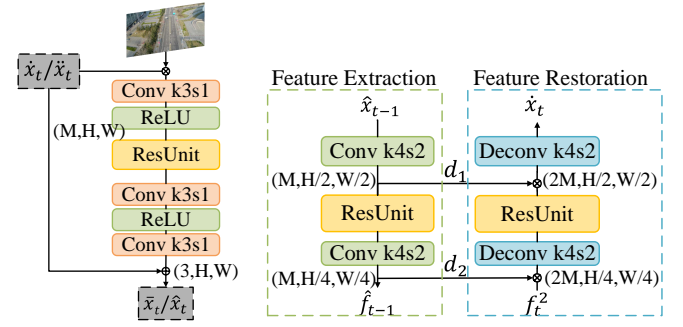 ẋₜ/ẍₜ
Conv k3s1
ReLU
(M,H,W)
ResUnit
Conv k3s1
ReLU
Conv k3s1
(3,H,W)
x̄ₜ/x̂ₜ
Feature Extraction
x̂ₜ₋₁
Conv k4s2
(M,H/2,W/2)
d₁
ResUnit
Conv k4s2
(M,H/4,W/4)
d₂
f̂ₜ₋₁
Feature Restoration
ẋₜ
Deconv k4s2
(2M,H/2,W/2)
ResUnit
Deconv k4s2
(2M,H/4,W/4)
fₜ²